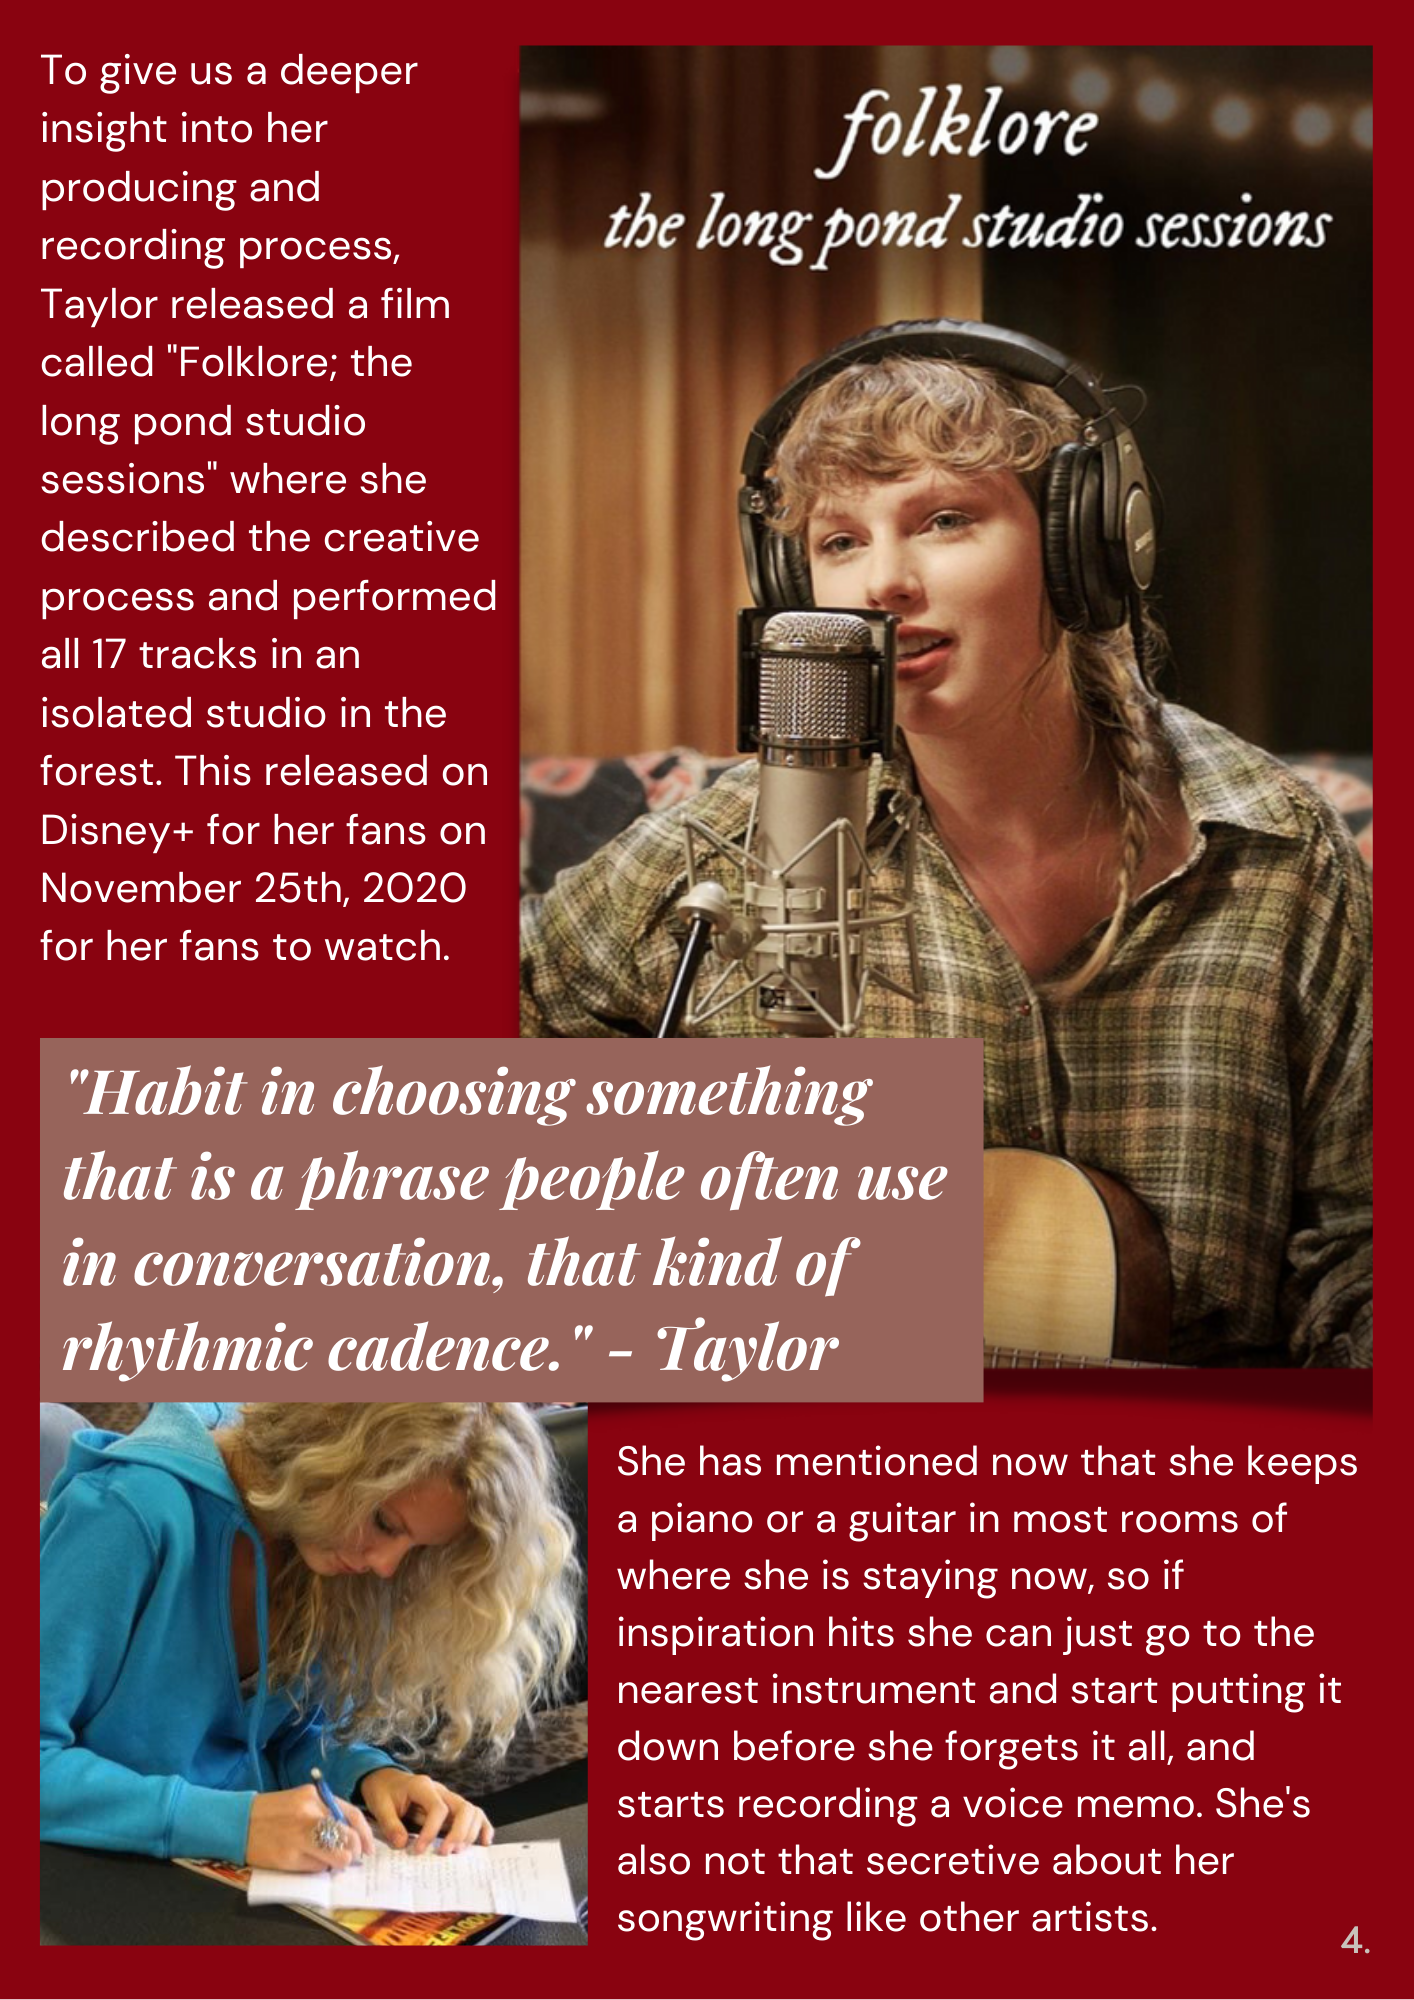 To give us a deeper
insight into her
producing and
recording process,
Taylor released a film
called "Folklore; the
long pond studio
sessions" where she
described the creative
process and performed
all 17 tracks in an
isolated studio in the
forest. This released on
Disney+ for her fans on
November 25th, 2020
for her fans to watch.
folklore
the long pond studio sessions
"Habit in choosing something
that is a phrase people often use
in conversation, that kind of
rhythmic cadence." - Taylor
She has mentioned now that she keeps
a piano or a guitar in most rooms of
where she is staying now, so if
inspiration hits she can just go to the
nearest instrument and start putting it
down before she forgets it all, and
starts recording a voice memo. She's
also not that secretive about her
songwriting like other artists.
4.